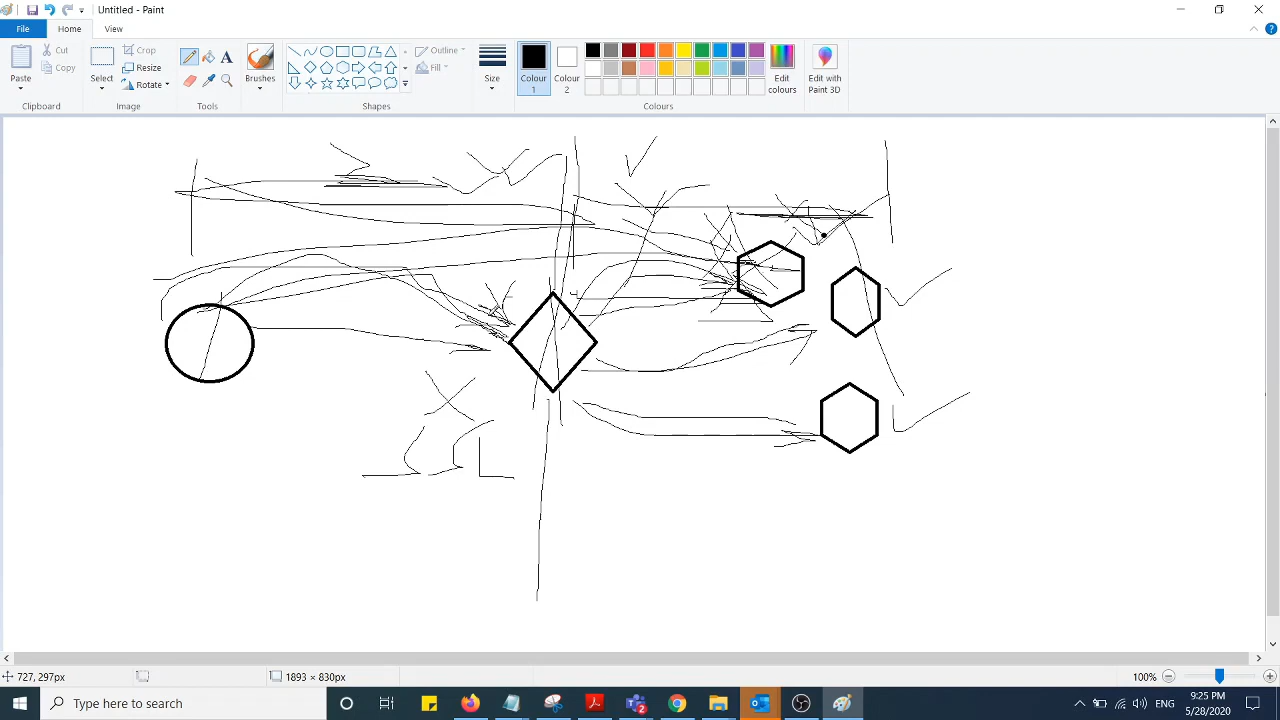 Untitled - Paint
File Home View
Paste Cut Copy Clipboard
Select Crop Resize Rotate Image
A Tools
Brushes
Shapes Outline Fill
Size
Colour 1 Colour 2 Edit colours Colours
Edit with Paint 3D
727, 297px 1893 × 830px 100%
Type here to search 2 ENG 9:25 PM 5/28/2020